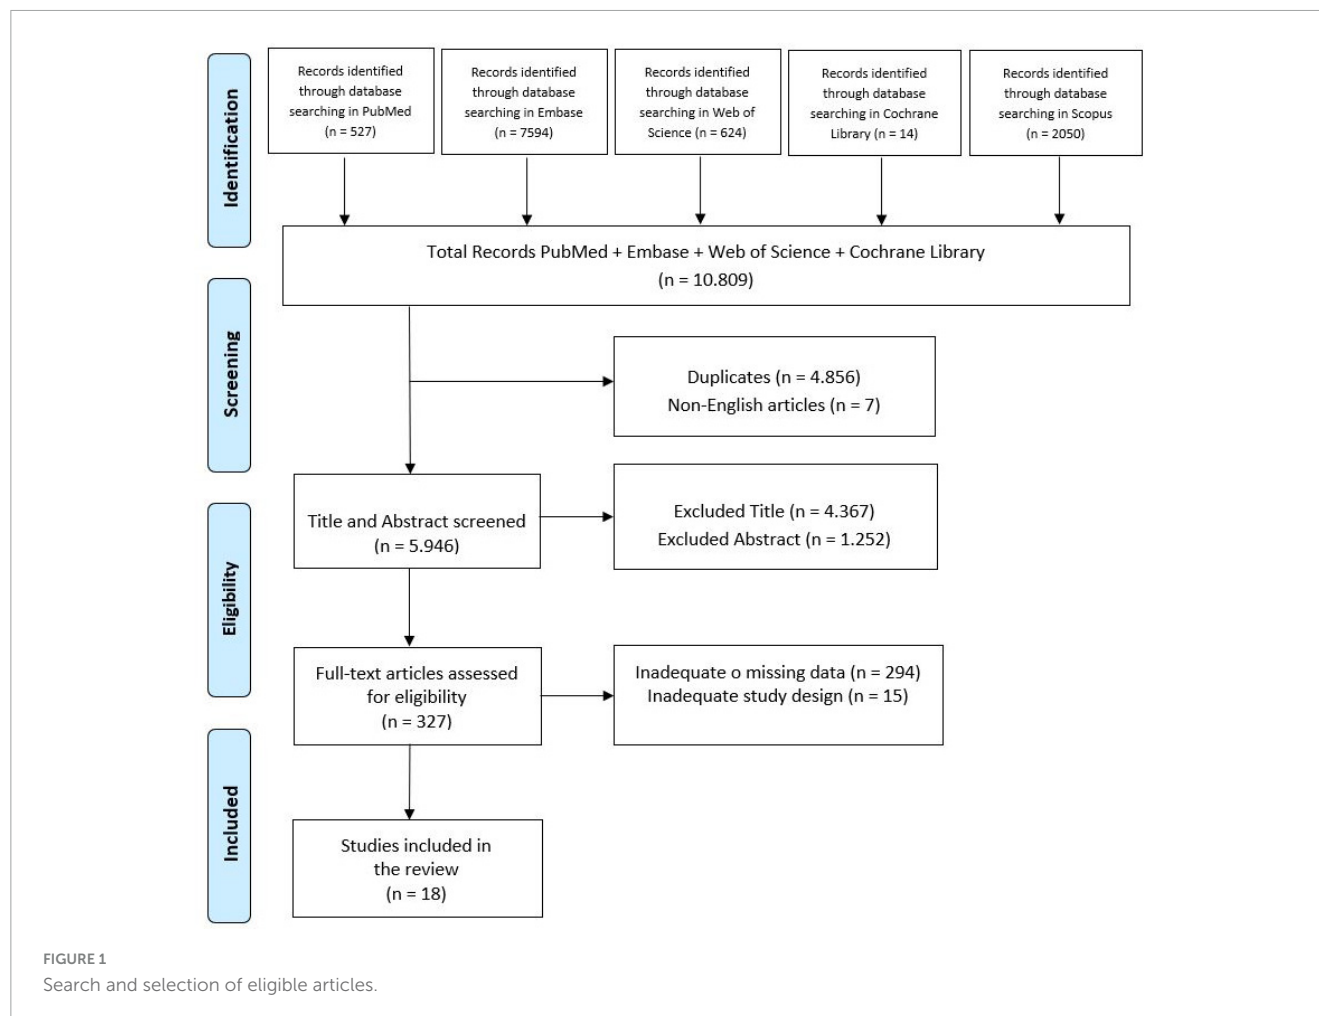 Identification
Records identified
through database
searching in PubMed
(n = 527)
Records identified
through database
searching in Embase
(n = 7594)
Records identified
through database
searching in Web of
Science (n = 624)
Records identified
through database
searching in Cochrane
Library (n = 14)
Records identified
through database
searching in Scopus
(n = 2050)
Total Records PubMed + Embase + Web of Science + Cochrane Library
(n = 10.809)
Screening
Duplicates (n = 4.856)
Non-English articles (n = 7)
Title and Abstract screened
(n = 5.946)
Excluded Title (n = 4.367)
Excluded Abstract (n = 1.252)
Eligibility
Full-text articles assessed
for eligibility
(n = 327)
Inadequate o missing data (n = 294)
Inadequate study design (n = 15)
Included
Studies included in
the review
(n = 18)
FIGURE 1
Search and selection of eligible articles.